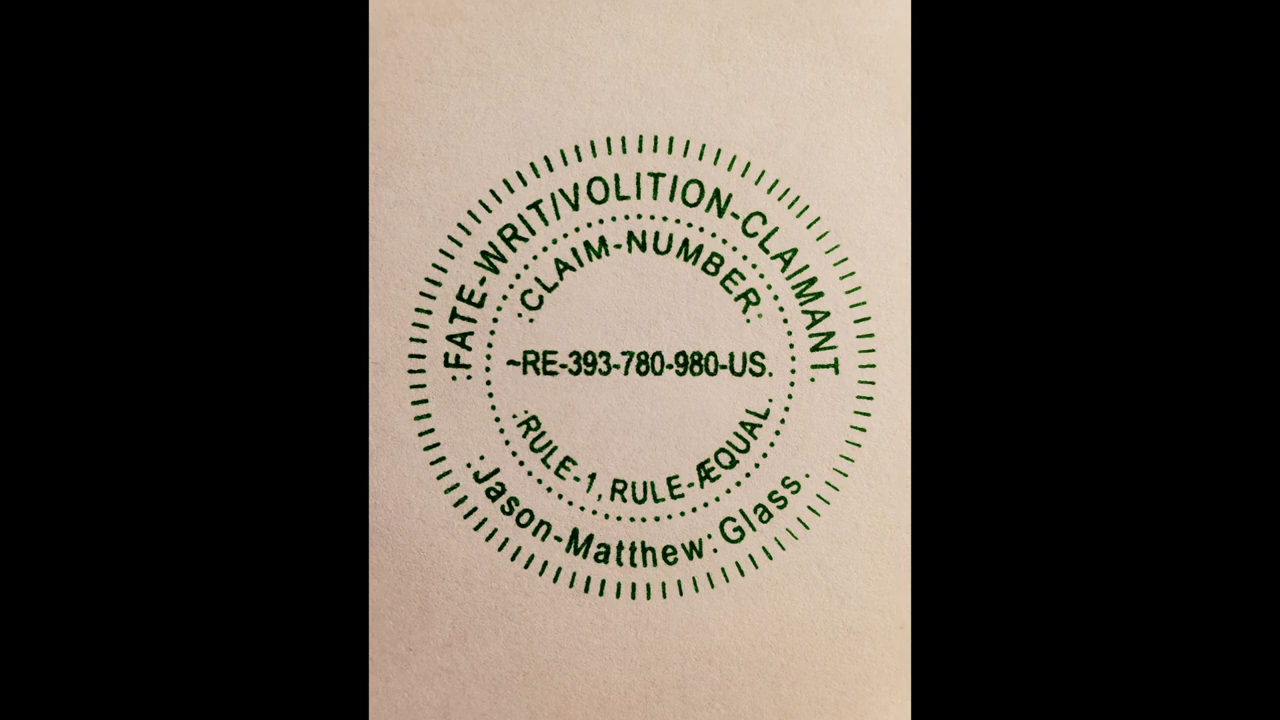 :FATE-WRIT/VOLITION-CLAIMANT.
:CLAIM-NUMBER:
~RE-393-780-980-US.
:RULE-1, RULE-ÆQUAL.
:Jason-Matthew: Glass.